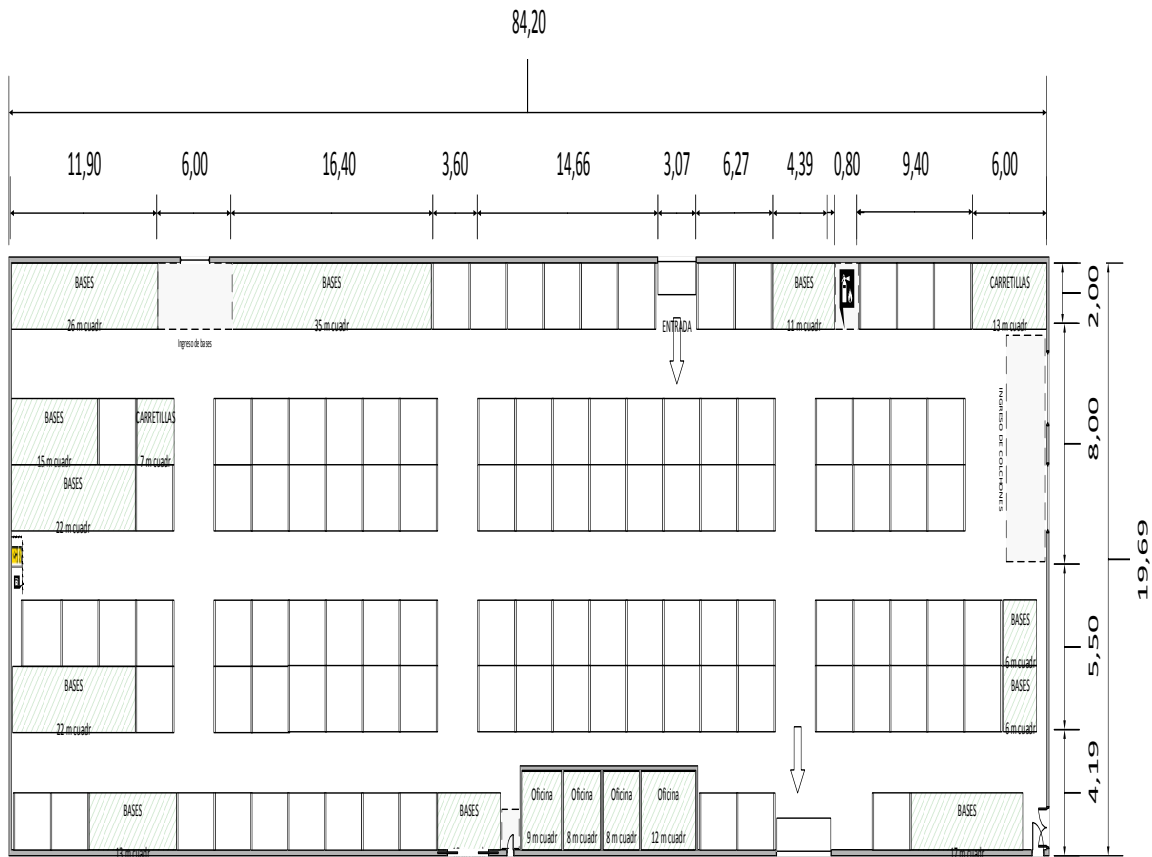 84,20
11,90 6,00 16,40 3,60 14,66 3,07 6,27 4,39 0,80 9,40 6,00
BASES
26 m cuadr
Ingreso de bases
BASES
35 m cuadr
ENTRADA
BASES
11 m cuadr
CARRETILLAS
13 m cuadr
2,00
8,00
5,50
4,19
19,69
INGRESO DE COLCHONES
BASES
15 m cuadr
CARRETILLAS
7 m cuadr
BASES
22 m cuadr
BASES
6 m cuadr
BASES
6 m cuadr
BASES
22 m cuadr
BASES
13 m cuadr
BASES
Oficina
9 m cuadr
Oficina
8 m cuadr
Oficina
8 m cuadr
Oficina
12 m cuadr
BASES
17 m cuadr